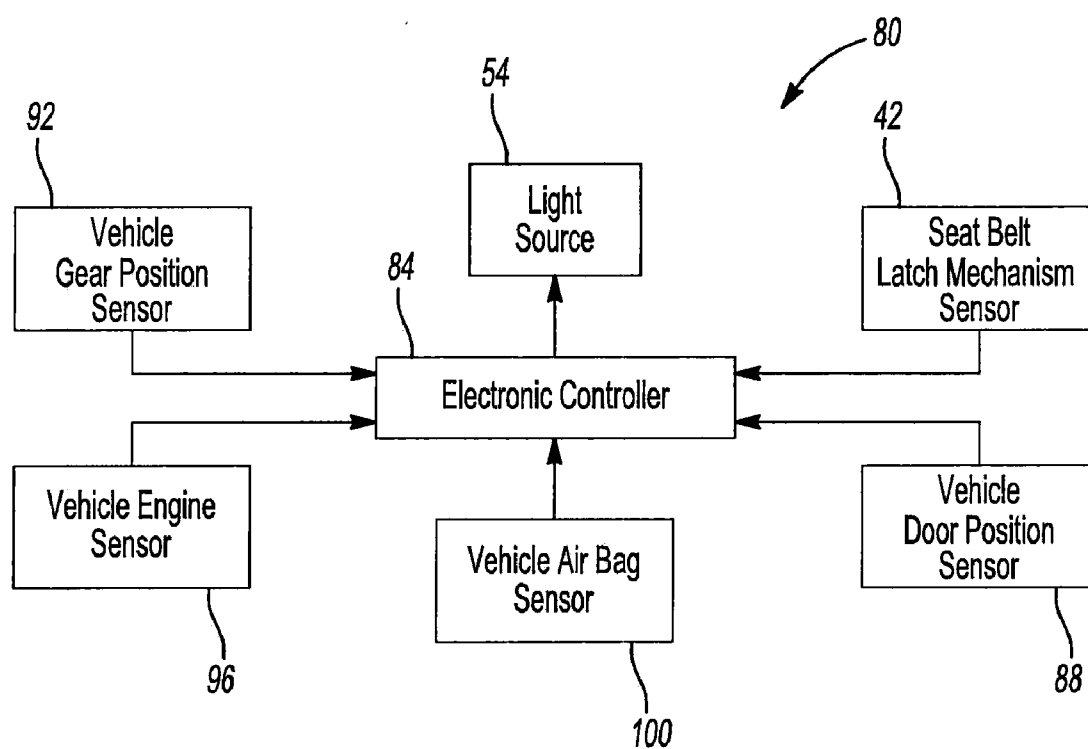 80
54
92
42
Light
Source
Vehicle
Gear Position
Sensor
Seat Belt
Latch Mechanism
Sensor
84
Electronic Controller
Vehicle Engine
Sensor
Vehicle Air Bag
Sensor
Vehicle
Door Position
Sensor
96
88
100